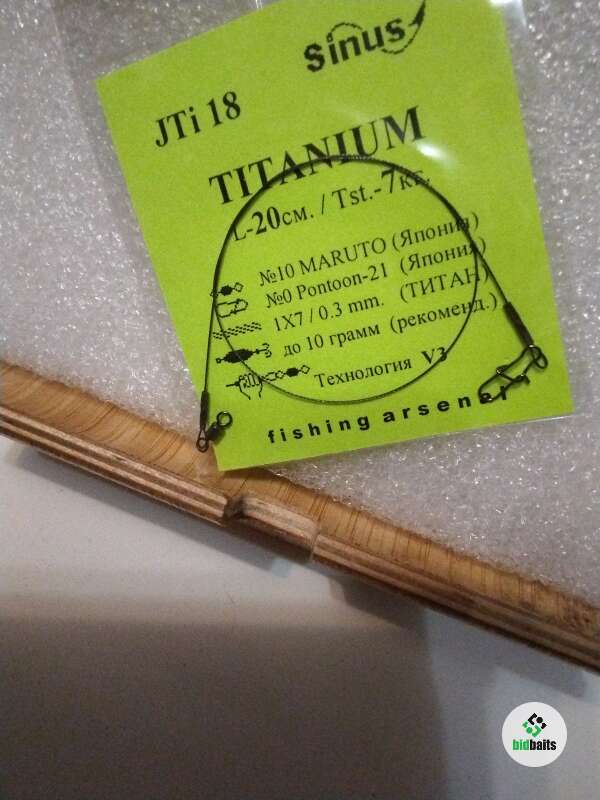 Sinus
JTi 18
TITANIUM
L-20см. / Tst.-7кг.
№10 MARUTO (Япония)
№0 Pontoon-21 (Япония)
1X7 / 0.3 mm. (ТИТАН)
до 10 грамм (рекоменд.)
Технология V3
fishing arsenal
bidbaits